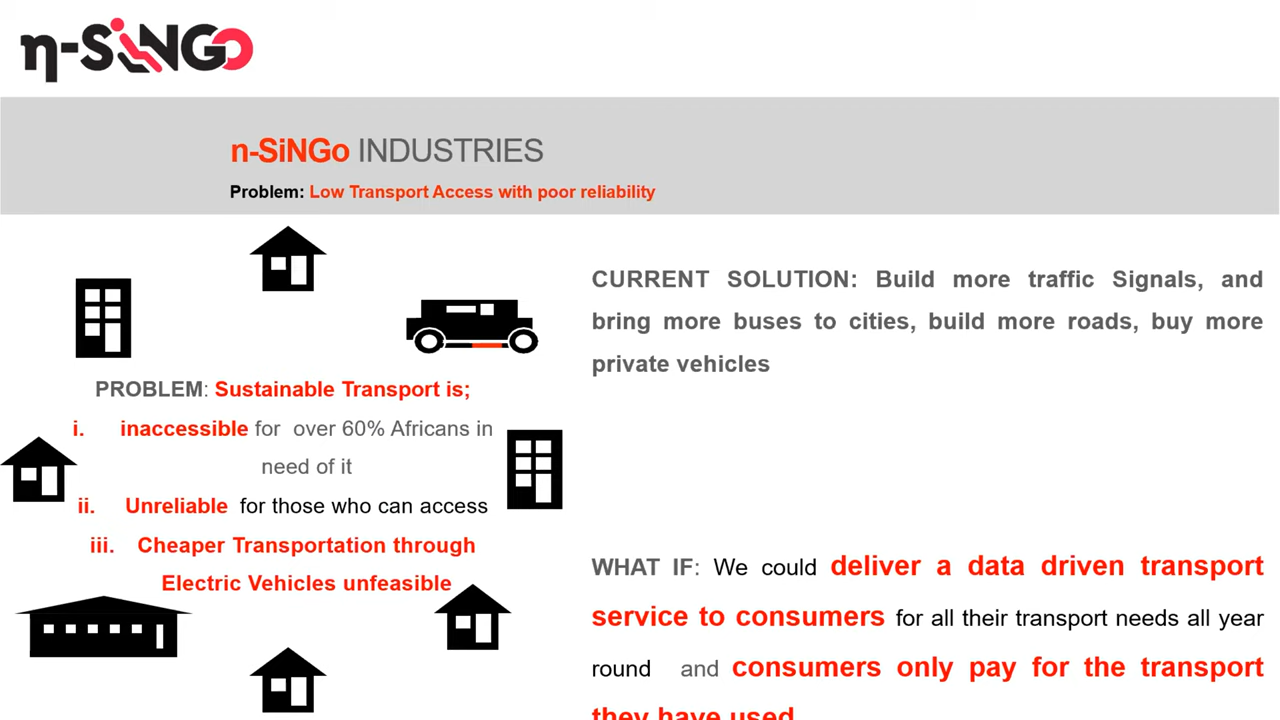 η-SiNGo
n-SiNGo INDUSTRIES
Problem: Low Transport Access with poor reliability
CURRENT SOLUTION: Build more traffic Signals, and
bring more buses to cities, build more roads, buy more
private vehicles
PROBLEM: Sustainable Transport is;
i. inaccessible for over 60% Africans in
need of it
ii. Unreliable for those who can access
iii. Cheaper Transportation through
Electric Vehicles unfeasible
WHAT IF: We could deliver a data driven transport
service to consumers for all their transport needs all year
round and consumers only pay for the transport
they have used